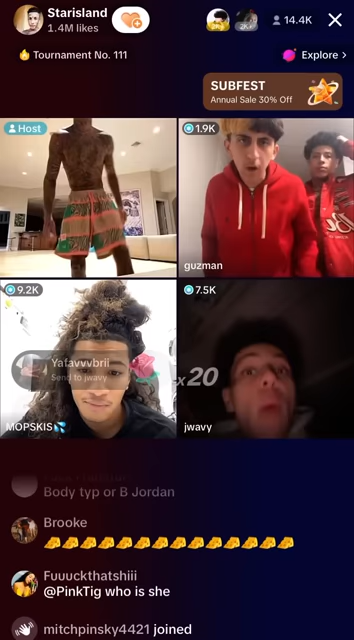 Starisland
1.4M likes
14.4K
Tournament No. 111
Explore >
SUBFEST
Annual Sale 30% Off
Host
1.9K
guzman
9.2K
7.5K
Yafavvvbrii
Send to jwavy
x 20
MOPSKIS💦
jwavy
Body typ or B Jordan
Brooke
Fuuuckthatshiii
@PinkTig who is she
mitchpinsky4421 joined